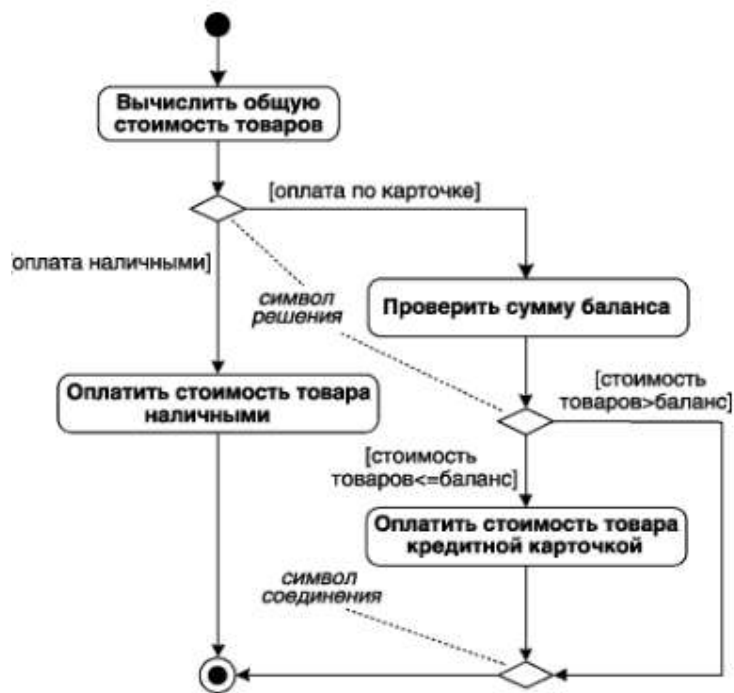 Вычислить общую
стоимость товаров
[оплата по карточке]
[оплата наличными]
символ
решения
Проверить сумму баланса
Оплатить стоимость товара
наличными
[стоимость
товаров>баланс]
[стоимость
товаров<=баланс]
Оплатить стоимость товара
кредитной карточкой
символ
соединения